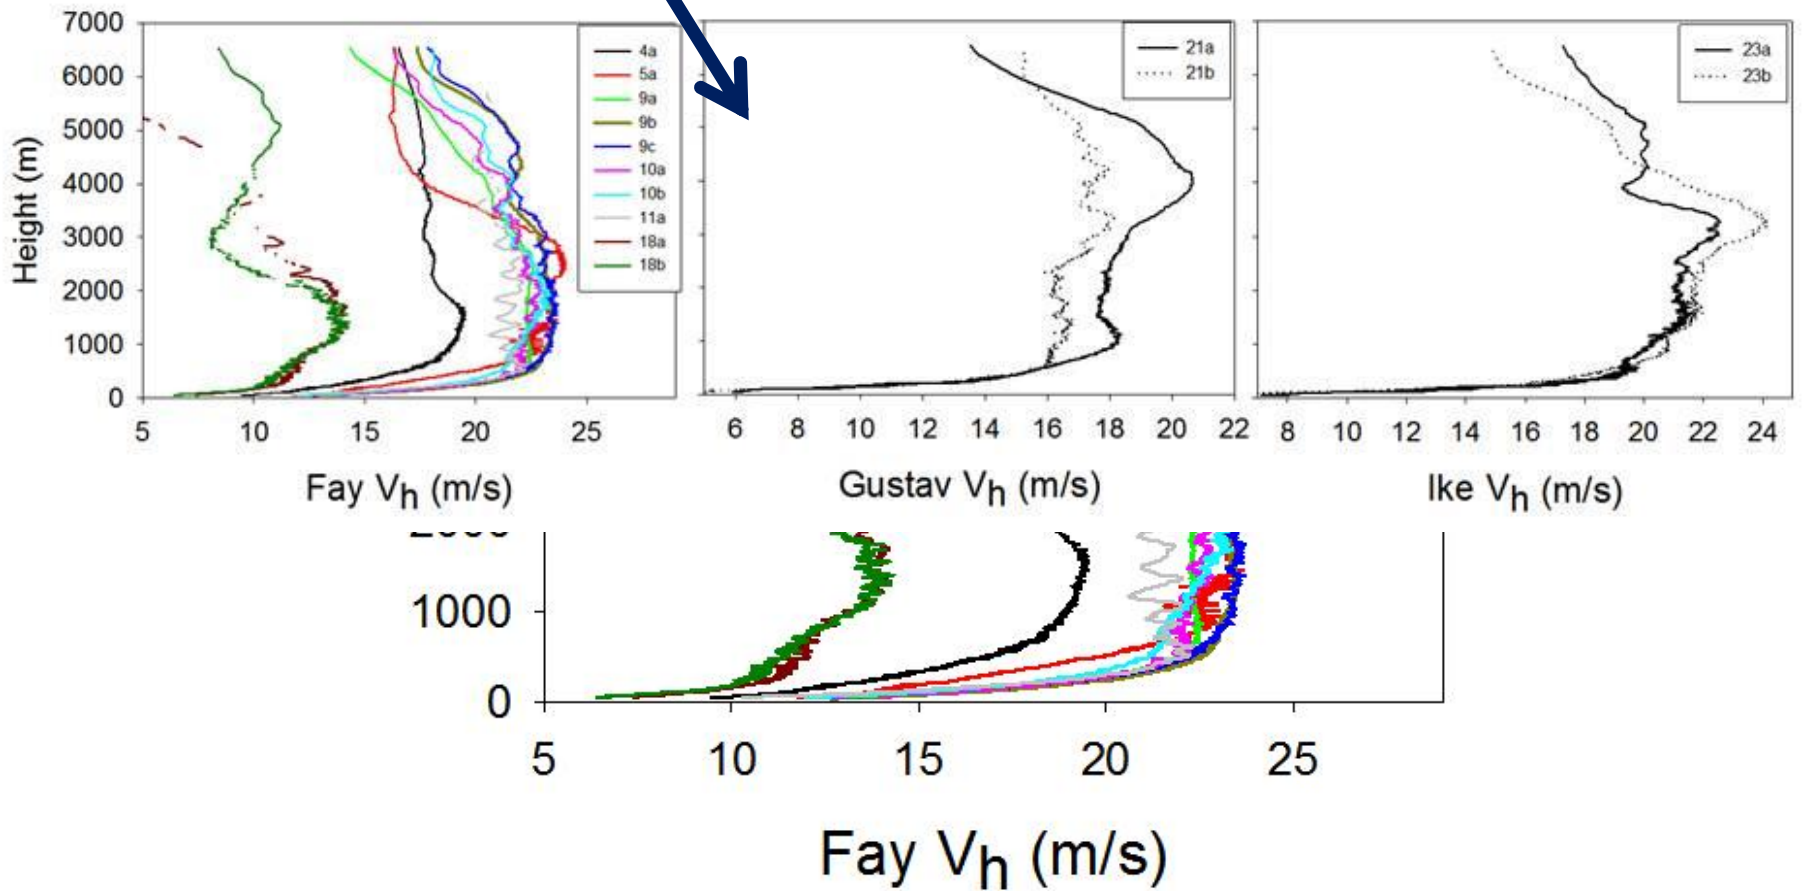 7000
6000
5000
4000
3000
2000
1000
0
Height (m)
4a
5a
9a
9b
9c
10a
10b
11a
18a
18b
5 10 15 20 25
Fay Vh (m/s)
21a
21b
6 8 10 12 14 16 18 20 22
Gustav Vh (m/s)
23a
23b
8 10 12 14 16 18 20 22 24
Ike Vh (m/s)
1000
0
5 10 15 20 25
Fay Vh (m/s)